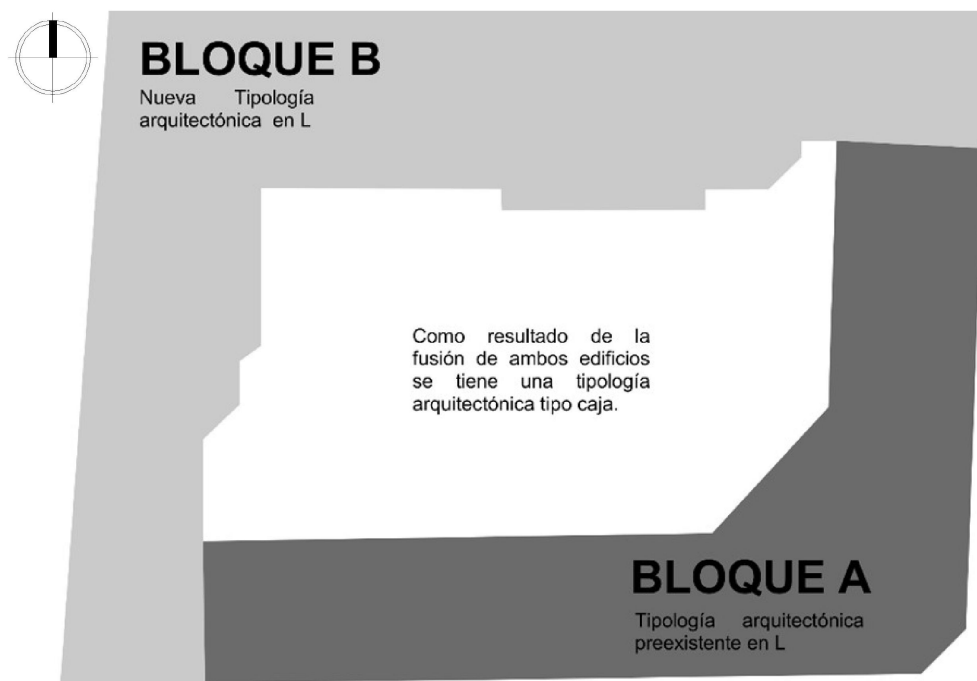 BLOQUE B
Nueva Tipología
arquitectónica en L
Como resultado de la
fusión de ambos edificios
se tiene una tipología
arquitectónica tipo caja.
BLOQUE A
Tipología arquitectónica
preexistente en L